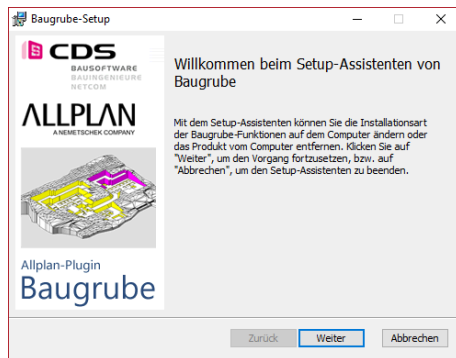 Baugrube-Setup
CDS
BAUSOFTWARE
BAUINGENIEURE
NETCOM
ALLPLAN
A NEMETSCHEK COMPANY
Allplan-Plugin
Baugrube
Willkommen beim Setup-Assistenten von
Baugrube
Mit dem Setup-Assistenten können Sie die Installationsart
der Baugrube-Funktionen auf dem Computer ändern oder
das Produkt vom Computer entfernen. Klicken Sie auf
"Weiter", um den Vorgang fortzusetzen, bzw. auf
"Abbrechen", um den Setup-Assistenten zu beenden.
Zurück Weiter Abbrechen